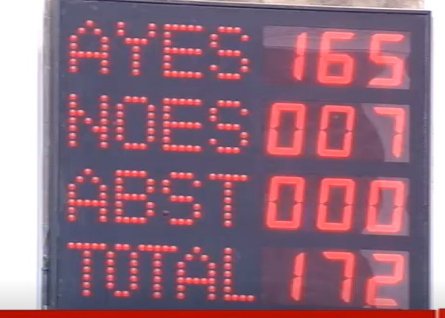 AYES 165
NOES 007
ABST 000
TOTAL 172